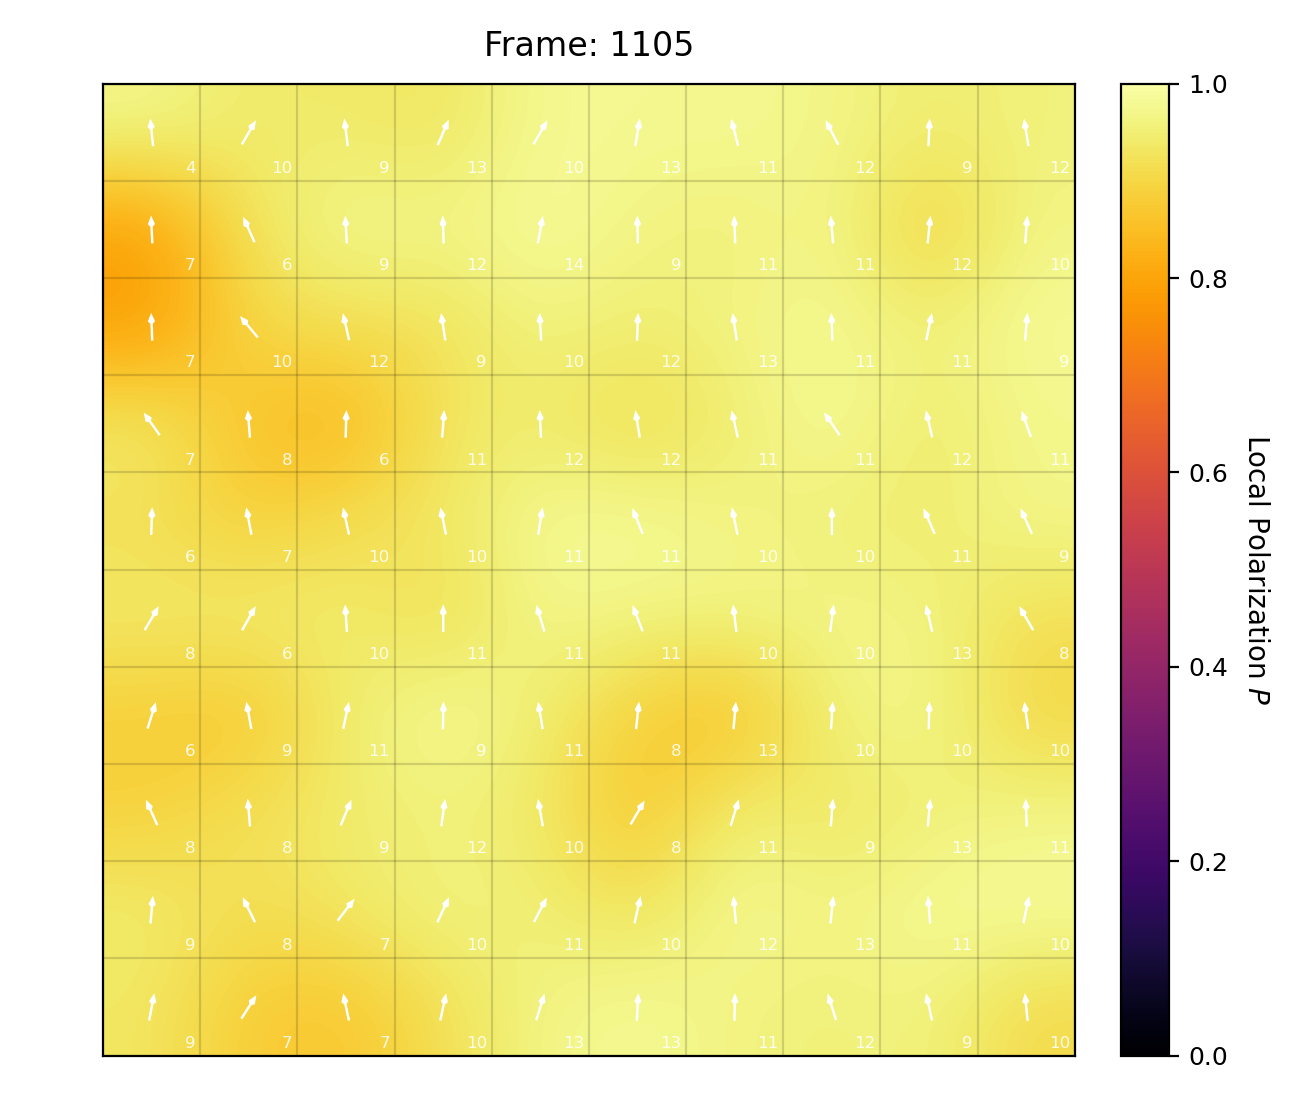 Frame: 1105
4 10 9 13 10 13 11 12 9 12
7 6 9 12 14 9 11 11 12 10
7 10 12 9 10 12 13 11 11 9
7 8 6 11 12 12 11 11 12 11
6 7 10 10 11 11 10 10 11 9
8 6 10 11 11 11 10 10 13 8
6 9 11 9 11 8 13 10 10 10
8 8 9 12 10 8 11 9 13 11
9 8 7 10 11 10 12 13 11 10
9 7 7 10 13 13 11 12 9 10
1.0
0.8
0.6
0.4
0.2
0.0
Local Polarization P